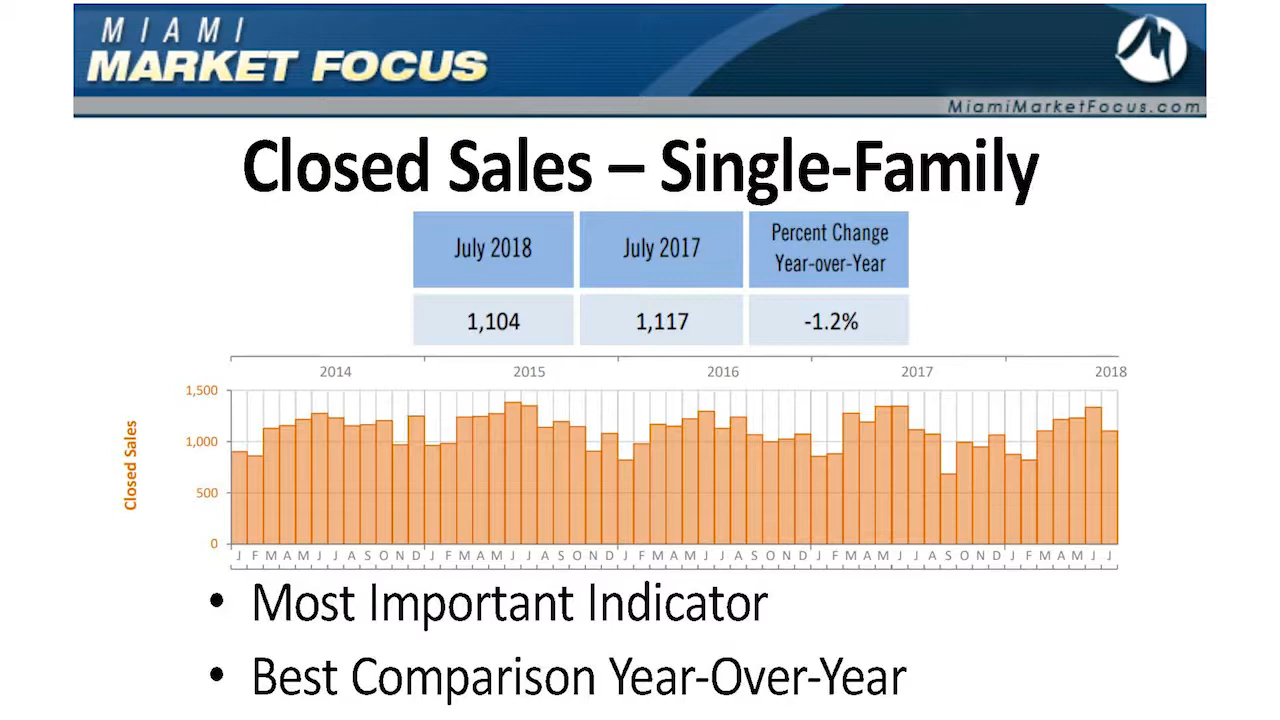 MIAMI
MARKET FOCUS
MiamiMarketFocus.com
Closed Sales – Single-Family
July 2018 July 2017 Percent Change Year-over-Year
1,104 1,117 -1.2%
2014 2015 2016 2017 2018
1,500
1,000
500
0
Closed Sales
J F M A M J J A S O N D J F M A M J J A S O N D J F M A M J J A S O N D J F M A M J J A S O N D J F M A M J J
• Most Important Indicator
• Best Comparison Year-Over-Year